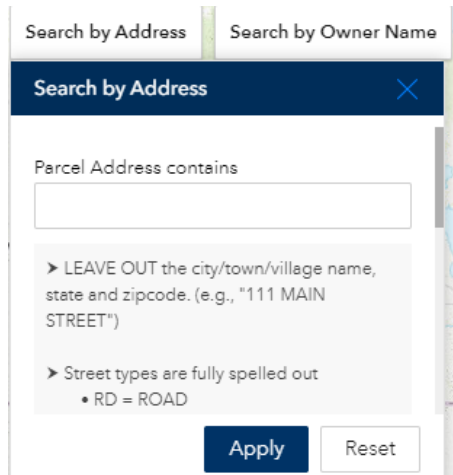 Search by Address
Search by Owner Name
Search by Address
Parcel Address contains
➤ LEAVE OUT the city/town/village name,
state and zipcode. (e.g., "111 MAIN
STREET")
➤ Street types are fully spelled out
• RD = ROAD
Apply
Reset